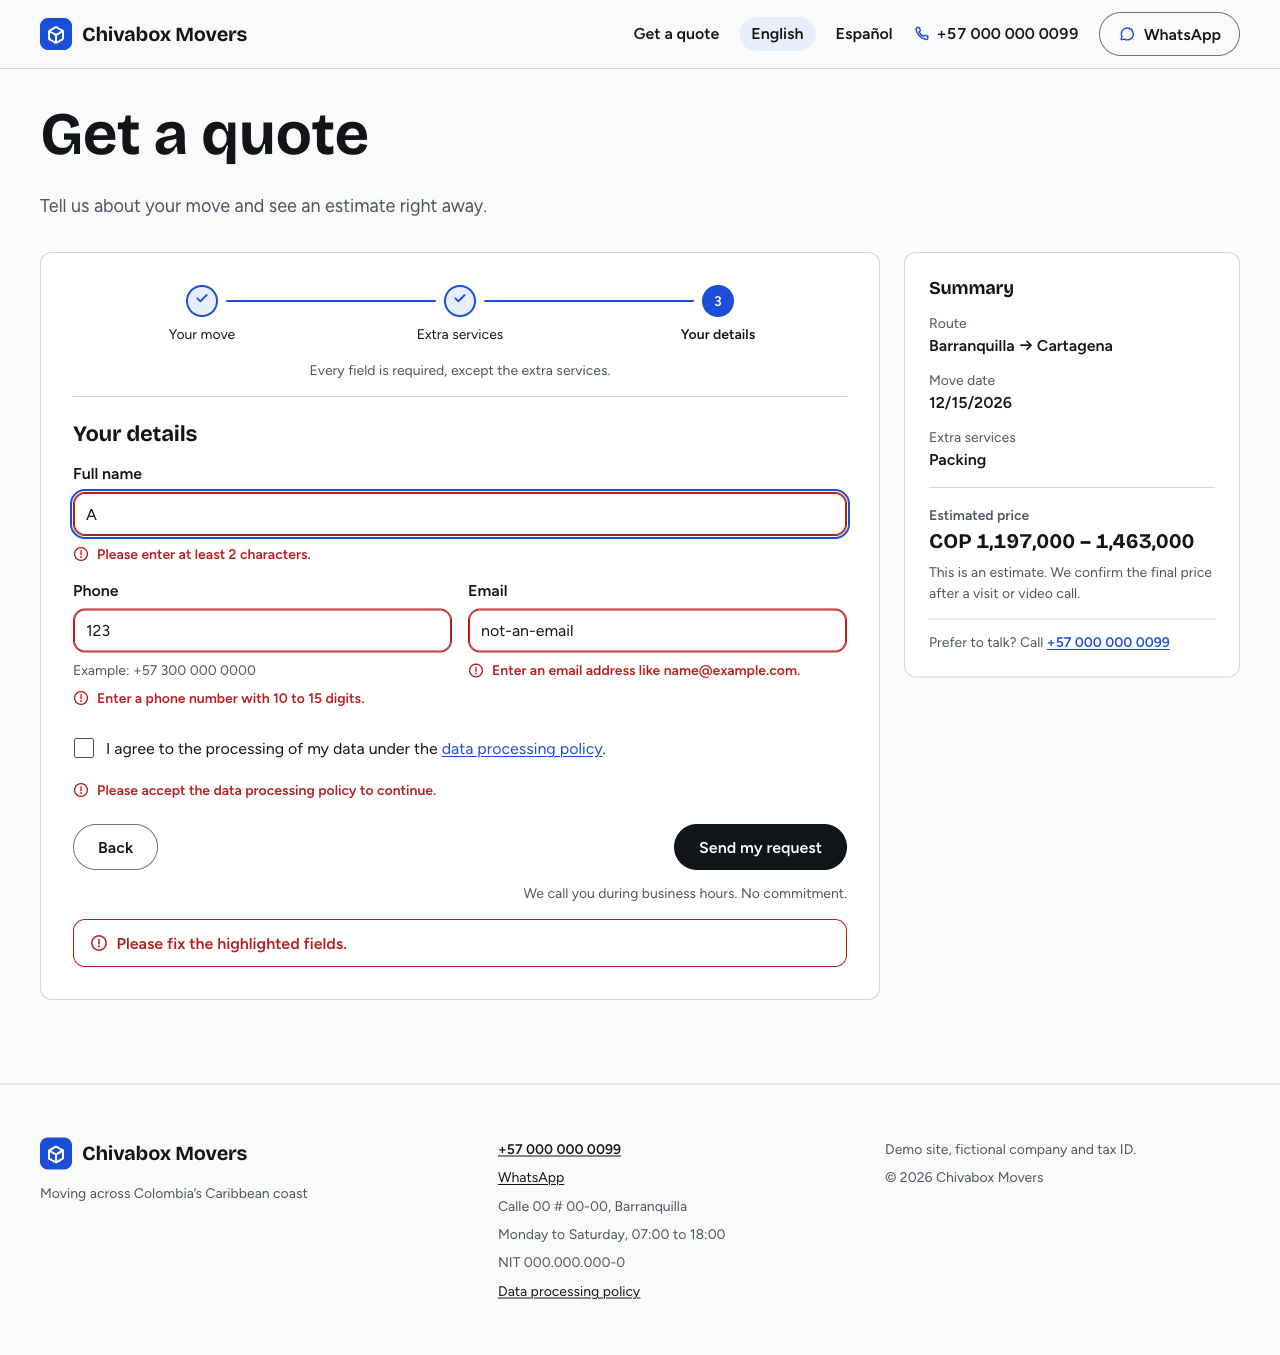 Chivabox Movers
Get a quote
English
Español
+57 000 000 0099
WhatsApp
Get a quote
Tell us about your move and see an estimate right away.
3
Your move
Extra services
Your details
Every field is required, except the extra services.
Your details
Full name
A
Please enter at least 2 characters.
Phone
123
Example: +57 300 000 0000
Enter a phone number with 10 to 15 digits.
Email
not-an-email
Enter an email address like name@example.com.
I agree to the processing of my data under the data processing policy.
Please accept the data processing policy to continue.
Back
Send my request
We call you during business hours. No commitment.
Please fix the highlighted fields.
Summary
Route
Barranquilla → Cartagena
Move date
12/15/2026
Extra services
Packing
Estimated price
COP 1,197,000 – 1,463,000
This is an estimate. We confirm the final price
after a visit or video call.
Prefer to talk? Call +57 000 000 0099
Chivabox Movers
Moving across Colombia’s Caribbean coast
+57 000 000 0099
WhatsApp
Calle 00 # 00-00, Barranquilla
Monday to Saturday, 07:00 to 18:00
NIT 000.000.000-0
Data processing policy
Demo site, fictional company and tax ID.
© 2026 Chivabox Movers